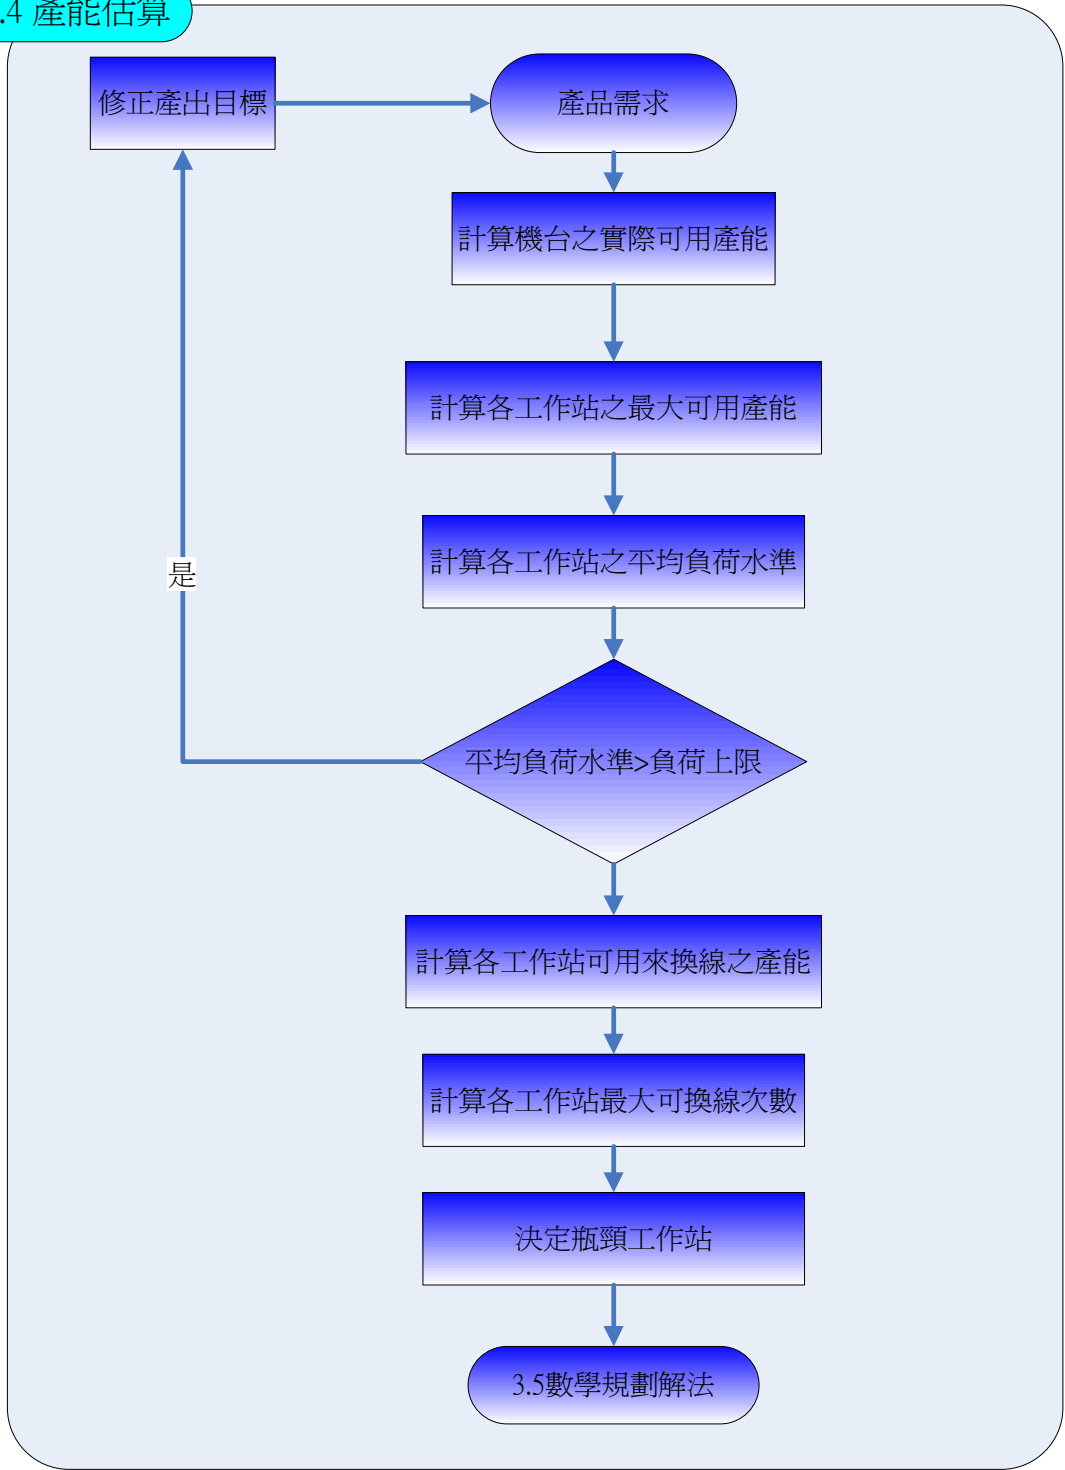 .4 產能估算
修正產出目標
產品需求
計算機台之實際可用產能
計算各工作站之最大可用產能
計算各工作站之平均負荷水準
是
平均負荷水準>負荷上限
計算各工作站可用來換線之產能
計算各工作站最大可換線次數
決定瓶頸工作站
3.5數學規劃解法